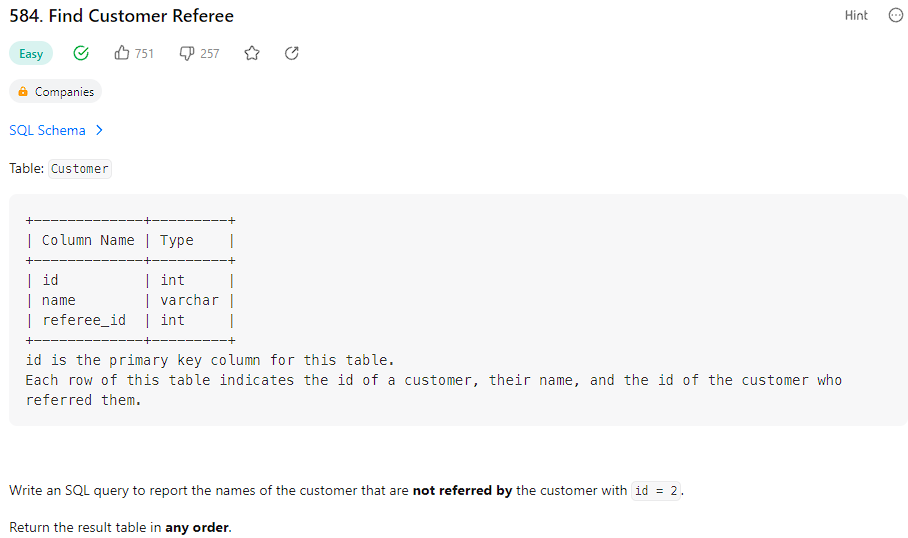 584. Find Customer Referee
Hint
Easy
751
257
Companies
SQL Schema
Table: Customer
+-------------+---------+
| Column Name | Type    |
+-------------+---------+
| id          | int     |
| name        | varchar |
| referee_id  | int     |
+-------------+---------+
id is the primary key column for this table.
Each row of this table indicates the id of a customer, their name, and the id of the customer who
referred them.
Write an SQL query to report the names of the customer that are not referred by the customer with id = 2.
Return the result table in any order.